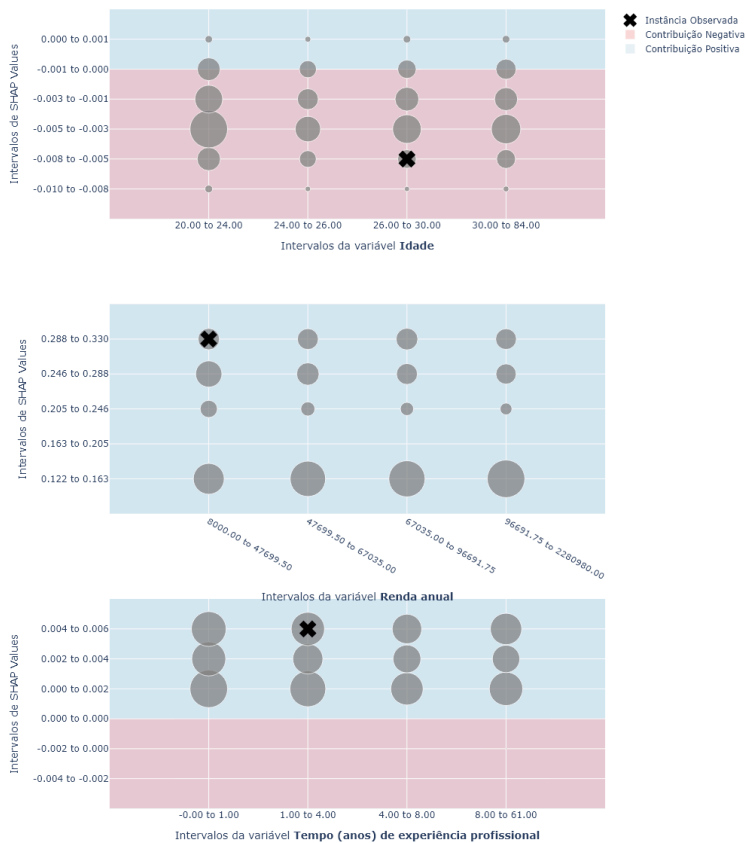 Instância Observada
Contribuição Negativa
Contribuição Positiva
Intervalos de SHAP Values
0.000 to 0.001
-0.001 to 0.000
-0.003 to -0.001
-0.005 to -0.003
-0.008 to -0.005
-0.010 to -0.008
20.00 to 24.00 24.00 to 26.00 26.00 to 30.00 30.00 to 84.00
Intervalos da variável Idade
Intervalos de SHAP Values
0.288 to 0.330
0.246 to 0.288
0.205 to 0.246
0.163 to 0.205
0.122 to 0.163
8000.00 to 47699.50
47699.50 to 67035.00
67035.00 to 96691.75
96691.75 to 2280980.00
Intervalos da variável Renda anual
Intervalos de SHAP Values
0.004 to 0.006
0.002 to 0.004
0.000 to 0.002
0.000 to 0.000
-0.002 to 0.000
-0.004 to -0.002
-0.00 to 1.00 1.00 to 4.00 4.00 to 8.00 8.00 to 61.00
Intervalos da variável Tempo (anos) de experiência profissional